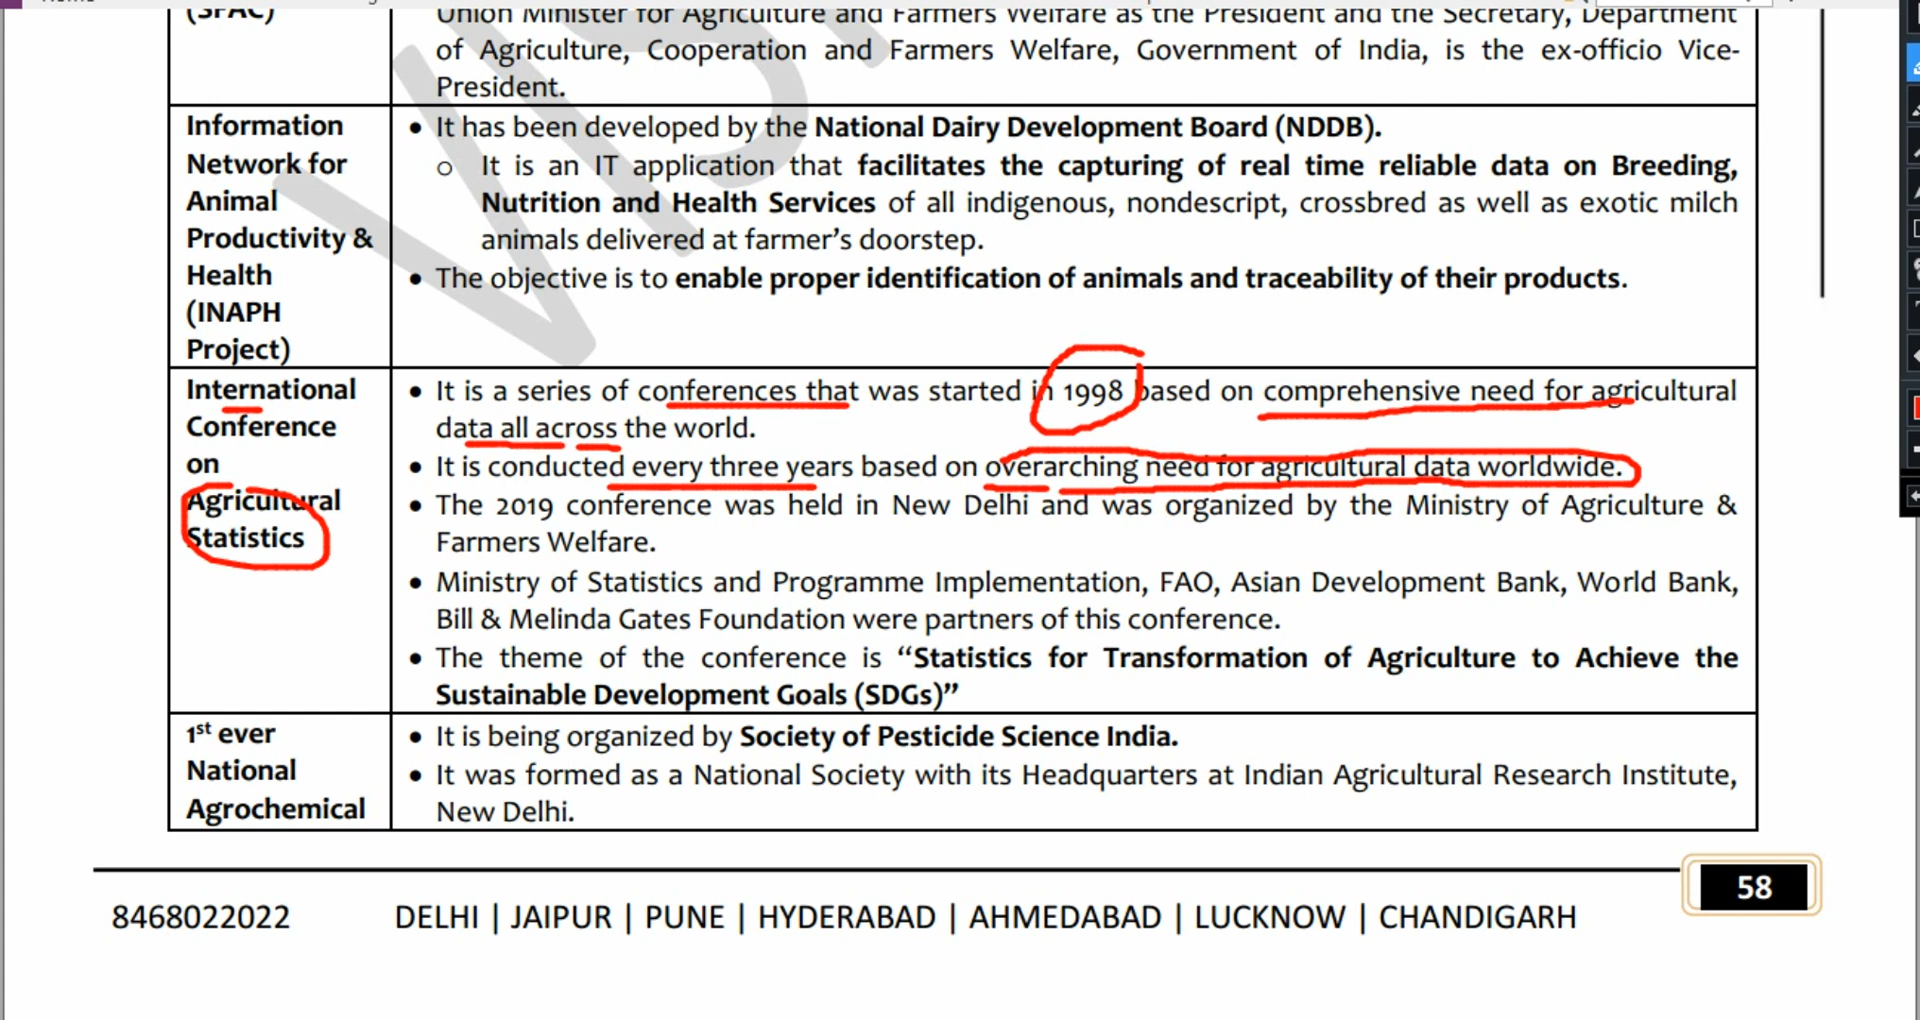 (SFAC)
Union Minister for Agriculture and Farmers Welfare as the President and the Secretary, Department
of Agriculture, Cooperation and Farmers Welfare, Government of India, is the ex-officio Vice-
President.
Information
Network for
Animal
Productivity &
Health
(INAPH
Project)
• It has been developed by the National Dairy Development Board (NDDB).
o It is an IT application that facilitates the capturing of real time reliable data on Breeding,
Nutrition and Health Services of all indigenous, nondescript, crossbred as well as exotic milch
animals delivered at farmer's doorstep.
• The objective is to enable proper identification of animals and traceability of their products.
International
Conference
on
Agricultural
Statistics
• It is a series of conferences that was started in 1998 based on comprehensive need for agricultural
data all across the world.
• It is conducted every three years based on overarching need for agricultural data worldwide.
• The 2019 conference was held in New Delhi and was organized by the Ministry of Agriculture &
Farmers Welfare.
• Ministry of Statistics and Programme Implementation, FAO, Asian Development Bank, World Bank,
Bill & Melinda Gates Foundation were partners of this conference.
• The theme of the conference is “Statistics for Transformation of Agriculture to Achieve the
Sustainable Development Goals (SDGs)”
1st ever
National
Agrochemical
• It is being organized by Society of Pesticide Science India.
• It was formed as a National Society with its Headquarters at Indian Agricultural Research Institute,
New Delhi.
58
8468022022 DELHI | JAIPUR | PUNE | HYDERABAD | AHMEDABAD | LUCKNOW | CHANDIGARH